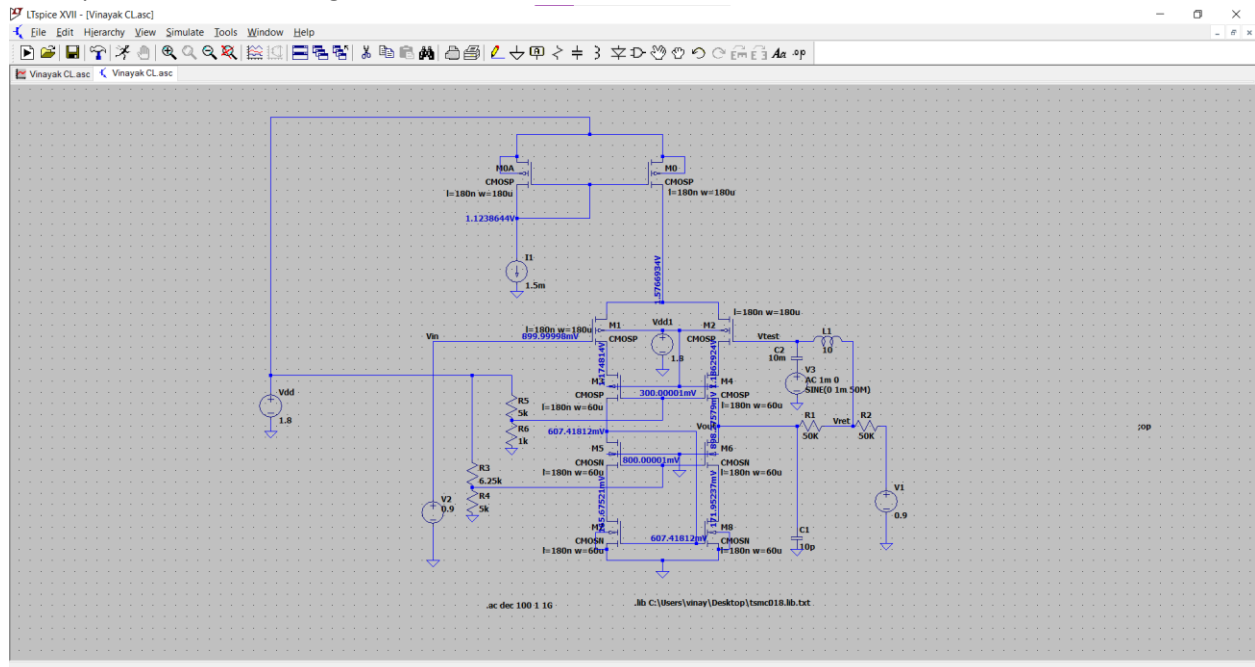 LTspice XVII - [Vinayak CL.asc]
File Edit Hierarchy View Simulate Tools Window Help
Vinayak CL.asc Vinayak CL.asc
M0A
CMOSP
l=180n w=180u
M0
CMOSP
l=180n w=180u
1.1238644V
I1
1.5m
1.5766934V
l=180n w=180u
M1
CMOSP
Vdd1
1.8
l=180n w=180u
M2
CMOSP
Vin
899.99998mV
Vtest
L1
10
C2
10m
V3
AC 1m 0
SINE(0 1m 50M)
CMOSP
l=180n w=60u
300.00001mV
M4
CMOSP
l=180n w=60u
Vdd
1.8
R5
5k
R6
1k
607.41812mV
R1
50K
Vret
R2
50K
;op
M5
CMOSN
l=180n w=60u
800.00001mV
M6
CMOSN
l=180n w=60u
R3
6.25k
R4
5k
V2
0.9
V1
0.9
171.95237mV
CMOSN
l=180n w=60u
607.41812mV
M8
CMOSN
l=180n w=60u
C1
10p
.ac dec 100 1 1G
.lib C:\Users\vinay\Desktop\tsmc018.lib.txt